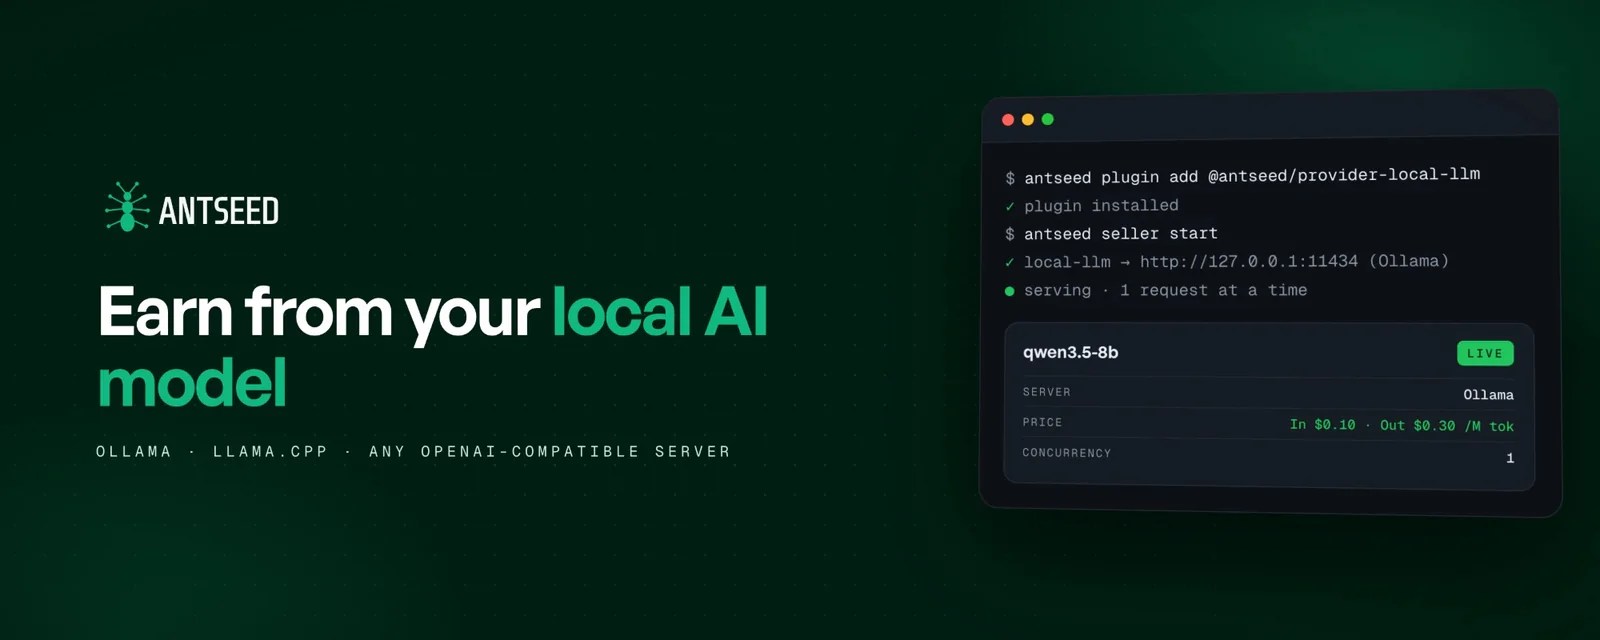 ANTSEED
Earn from your local AI
model
OLLAMA · LLAMA.CPP · ANY OPENAI-COMPATIBLE SERVER
$ antseed plugin add @antseed/provider-local-llm
✓ plugin installed
$ antseed seller start
✓ local-llm → http://127.0.0.1:11434 (Ollama)
● serving · 1 request at a time
qwen3.5-8b LIVE
SERVER Ollama
PRICE In $0.10 · Out $0.30 /M tok
CONCURRENCY 1